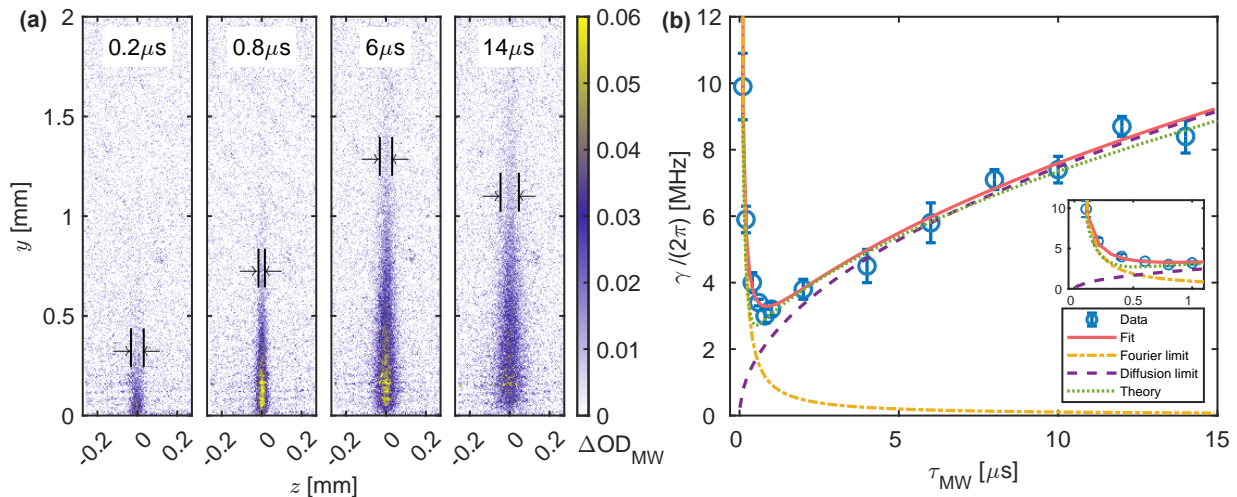 (a)
0.2μs
0.8μs
6μs
14μs
2
1.5
1
0.5
0
y [mm]
-0.2
0
0.2
-0.2
0
0.2
-0.2
0
0.2
-0.2
0
0.2
z [mm]
0.06
0.05
0.04
0.03
0.02
0.01
0
ΔOD_MW
(b)
12
10
8
6
4
2
0
γ/(2π) [MHz]
0
5
10
15
τ_MW [μs]
10
5
0
0
0.5
1
Data
Fit
Fourier limit
Diffusion limit
Theory